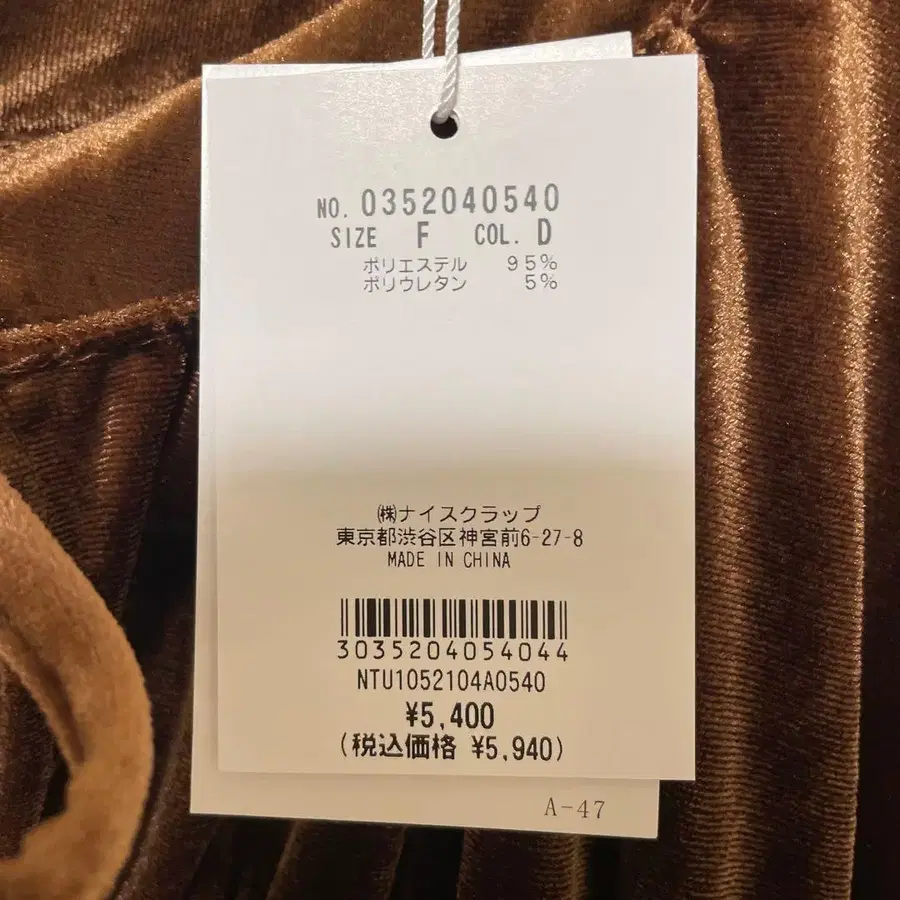 NO. 0352040540
SIZE F COL. D
ポリエステル 95%
ポリウレタン 5%
㈱ナイスクラップ
東京都渋谷区神宮前6-27-8
MADE IN CHINA
3035204054044
NTU1052104A0540
¥5,400
(税込価格 ¥5,940)
A-47